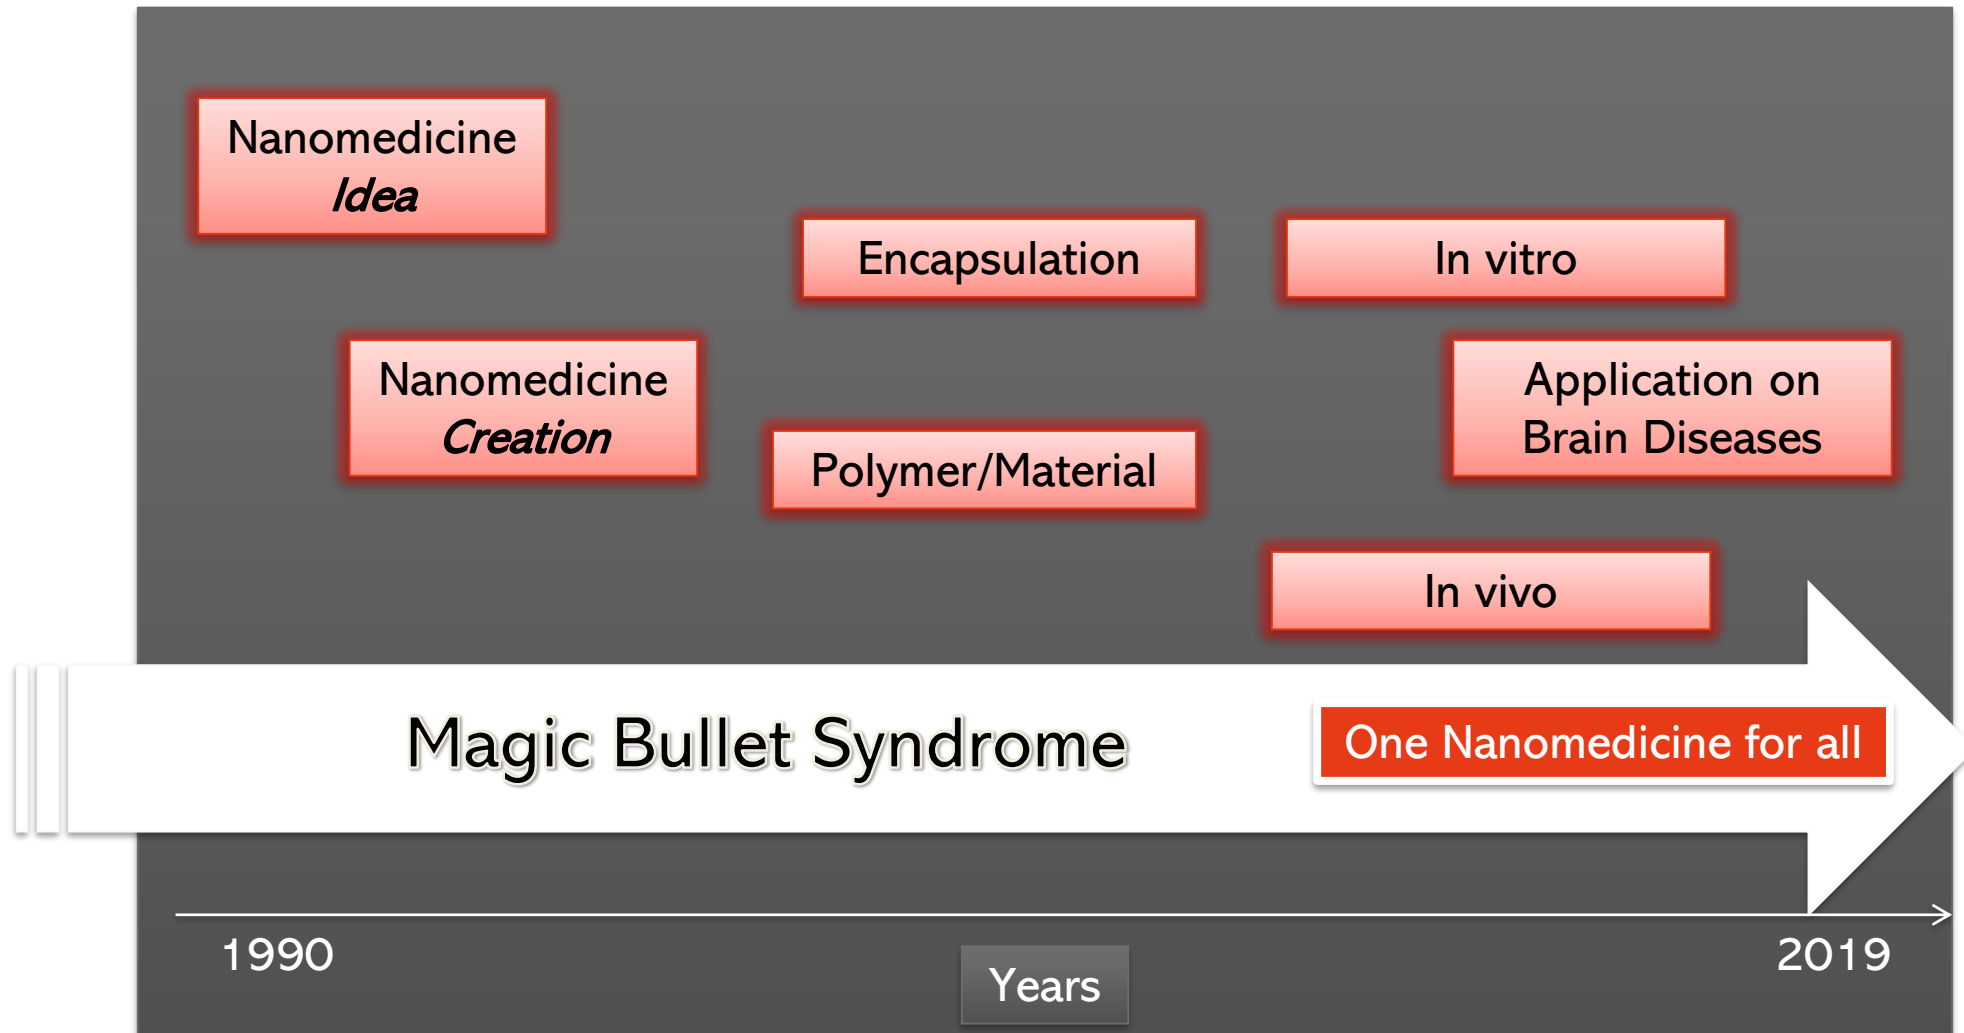 Nanomedicine
Idea
Encapsulation
In vitro
Nanomedicine
Creation
Application on
Brain Diseases
Polymer/Material
In vivo
Magic Bullet Syndrome
One Nanomedicine for all
1990
2019
Years